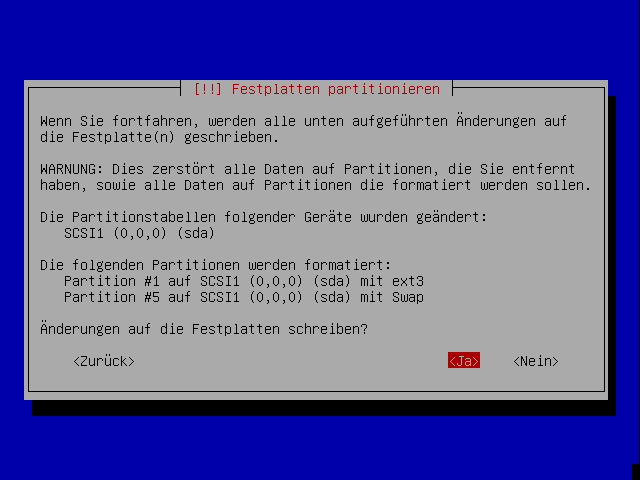 [!!] Festplatten partitionieren
Wenn Sie fortfahren, werden alle unten aufgeführten Änderungen auf
die Festplatte(n) geschrieben.
WARNUNG: Dies zerstört alle Daten auf Partitionen, die Sie entfernt
haben, sowie alle Daten auf Partitionen die formatiert werden sollen.
Die Partitionstabellen folgender Geräte wurden geändert:
SCSI1 (0,0,0) (sda)
Die folgenden Partitionen werden formatiert:
Partition #1 auf SCSI1 (0,0,0) (sda) mit ext3
Partition #5 auf SCSI1 (0,0,0) (sda) mit Swap
Änderungen auf die Festplatten schreiben?
<Zurück> <Ja> <Nein>